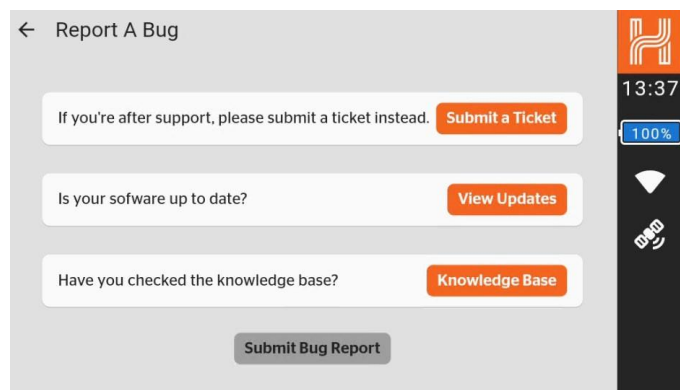 Report A Bug
13:37
If you're after support, please submit a ticket instead. Submit a Ticket
100%
Is your sofware up to date? View Updates
Have you checked the knowledge base? Knowledge Base
Submit Bug Report